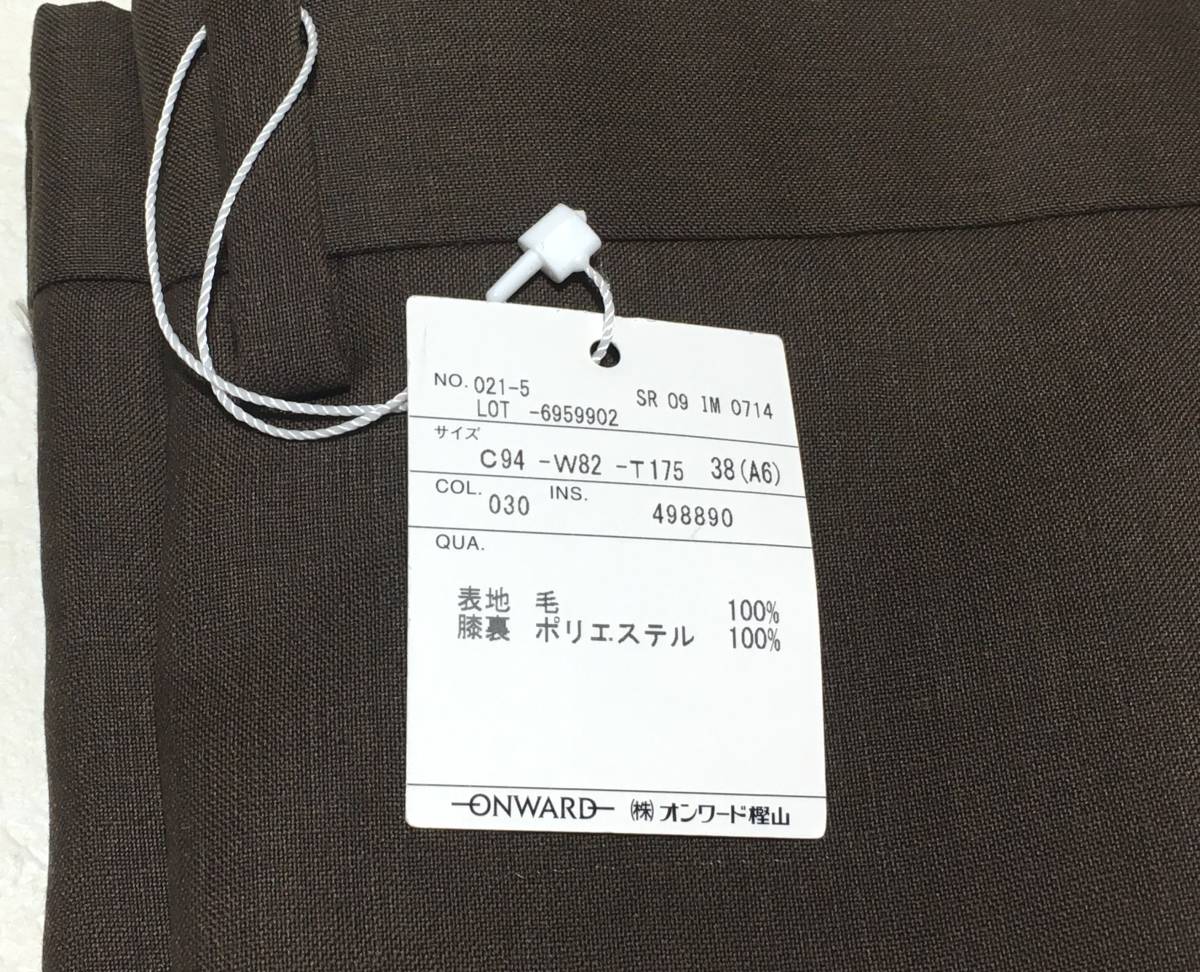 NO. 021-5 SR 09 IM 0714
LOT -6959902
サイズ
C94 -W82 -T175 38(A6)
COL. 030 INS. 498890
QUA.
表地 毛 100%
膝裏 ポリエステル 100%
ONWARD ㈱オンワード樫山